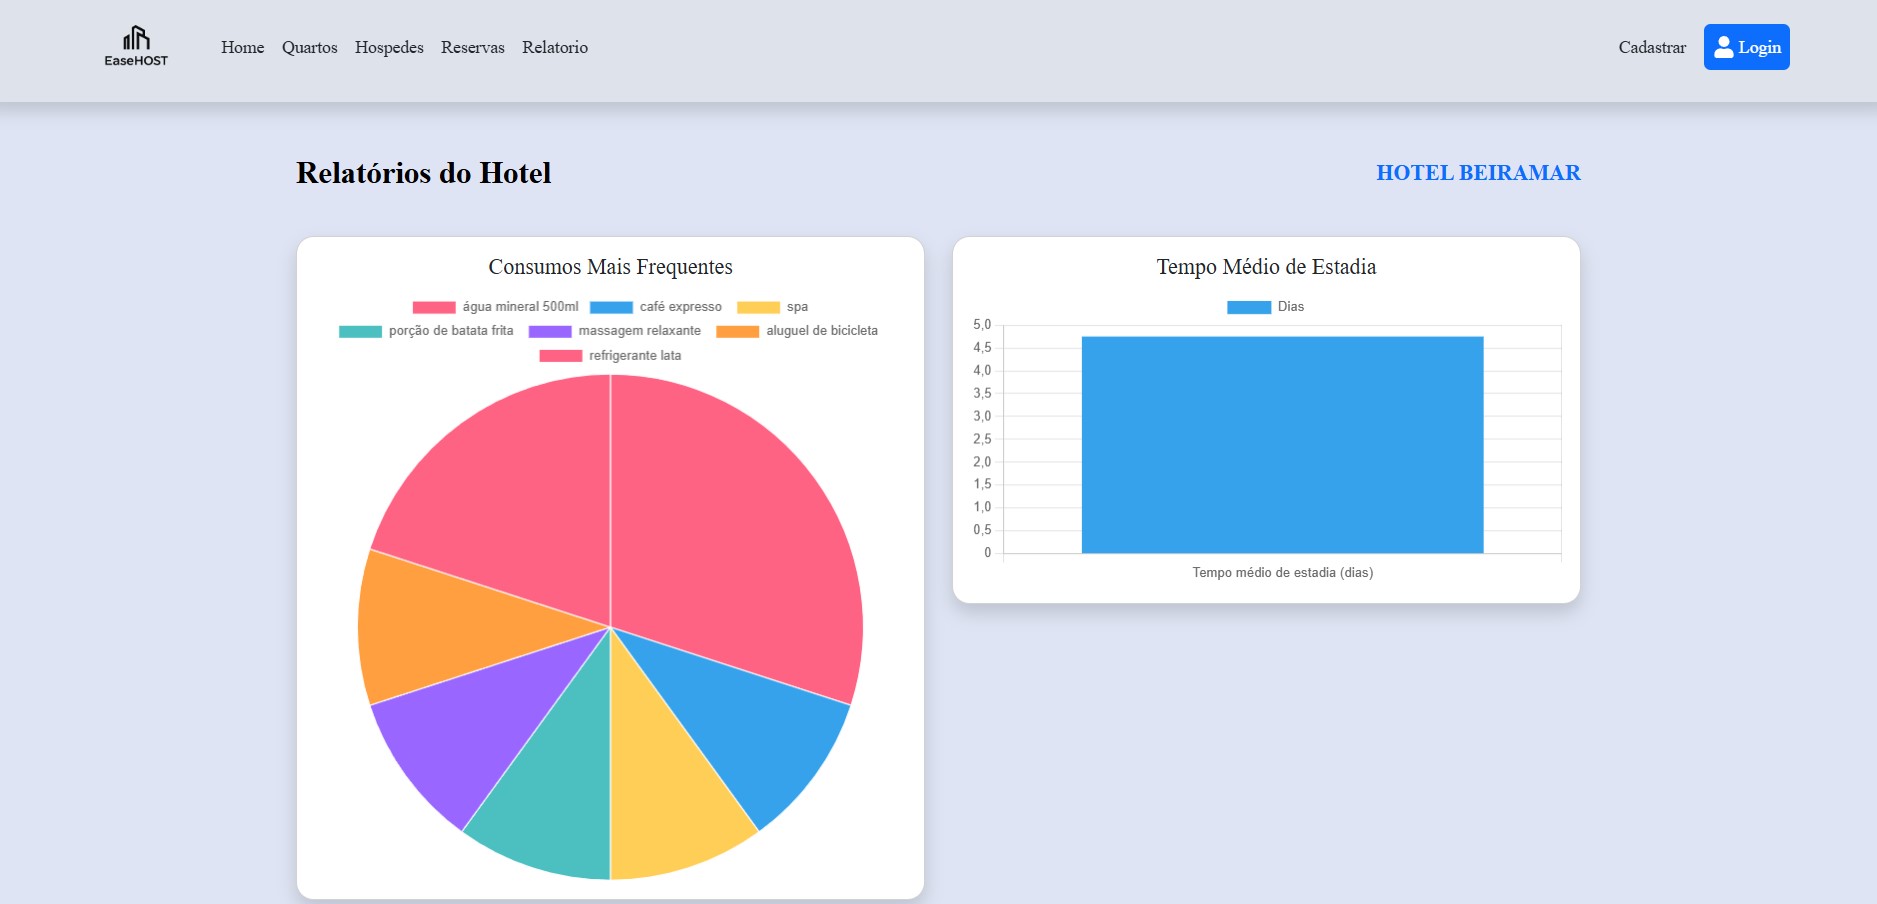 EaseHOST
Home Quartos Hospedes Reservas Relatorio Cadastrar Login
Relatórios do Hotel
HOTEL BEIRAMAR
Consumos Mais Frequentes
água mineral 500ml café expresso spa
porção de batata frita massagem relaxante aluguel de bicicleta
refrigerante lata
Tempo Médio de Estadia
Dias
5,0
4,5
4,0
3,5
3,0
2,5
2,0
1,5
1,0
0,5
0
Tempo médio de estadia (dias)